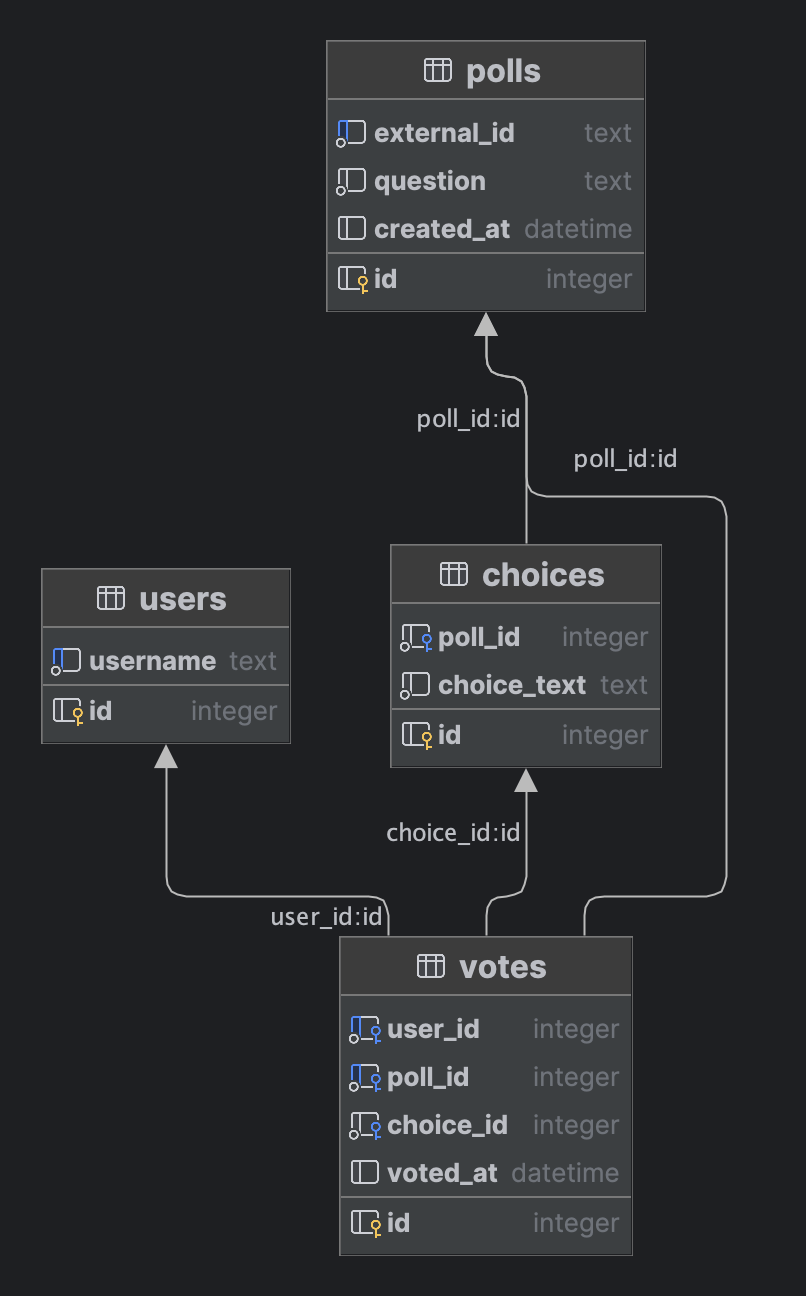 polls
external_id text
question text
created_at datetime
id integer
poll_id:id
poll_id:id
users
username text
id integer
choices
poll_id integer
choice_text text
id integer
choice_id:id
user_id:id
votes
user_id integer
poll_id integer
choice_id integer
voted_at datetime
id integer